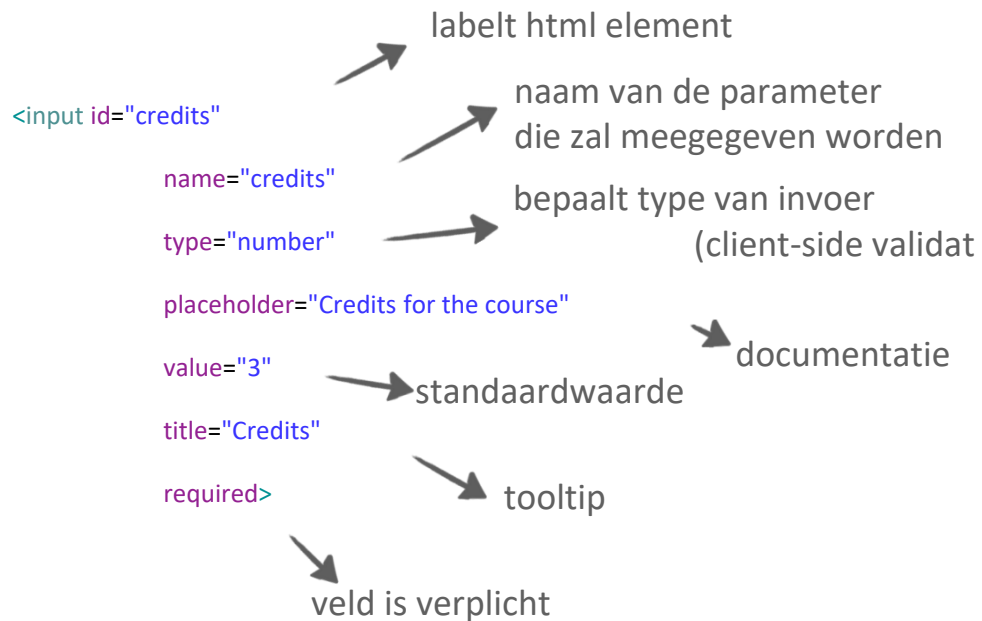 labelt html element
<input id="credits"
naam van de parameter
die zal meegegeven worden
name="credits"
bepaalt type van invoer
type="number"
(client-side validat
placeholder="Credits for the course"
documentatie
value="3"
standaardwaarde
title="Credits"
required>
tooltip
veld is verplicht